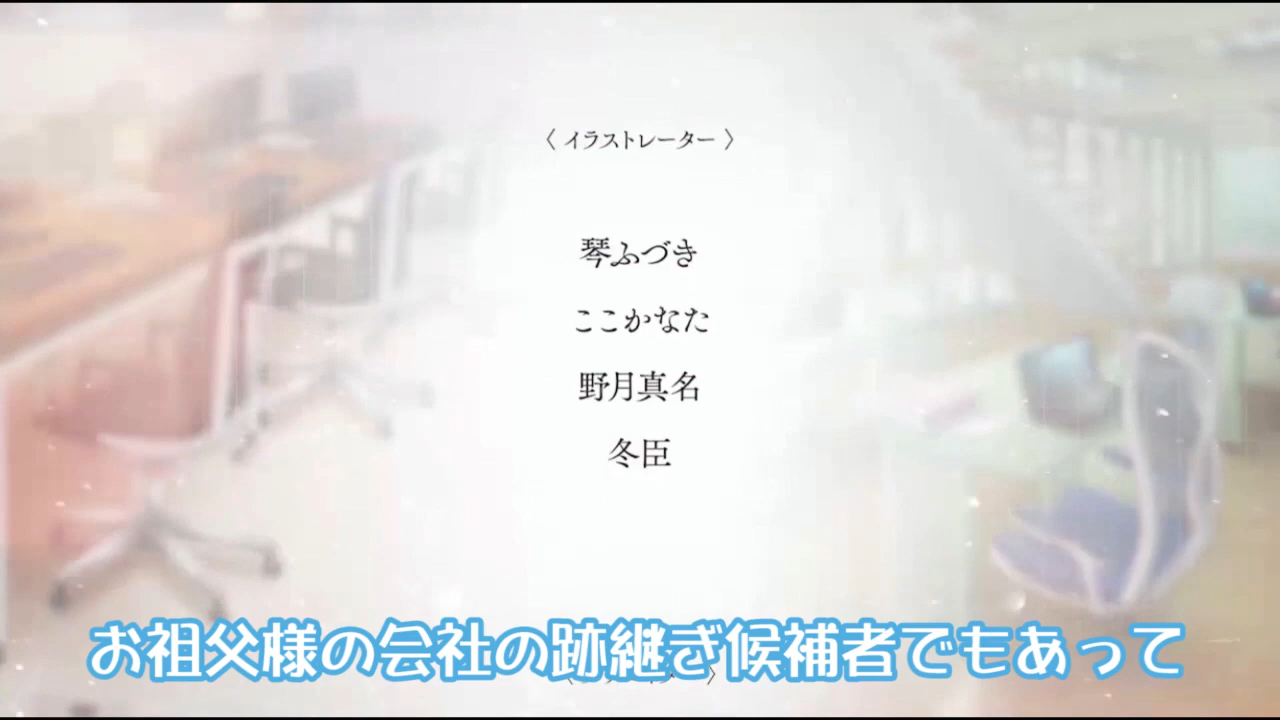 〈 イラストレーター 〉
琴ふづき
ここかなた
野月真名
冬臣
お祖父様の会社の跡継ぎ候補者でもあって